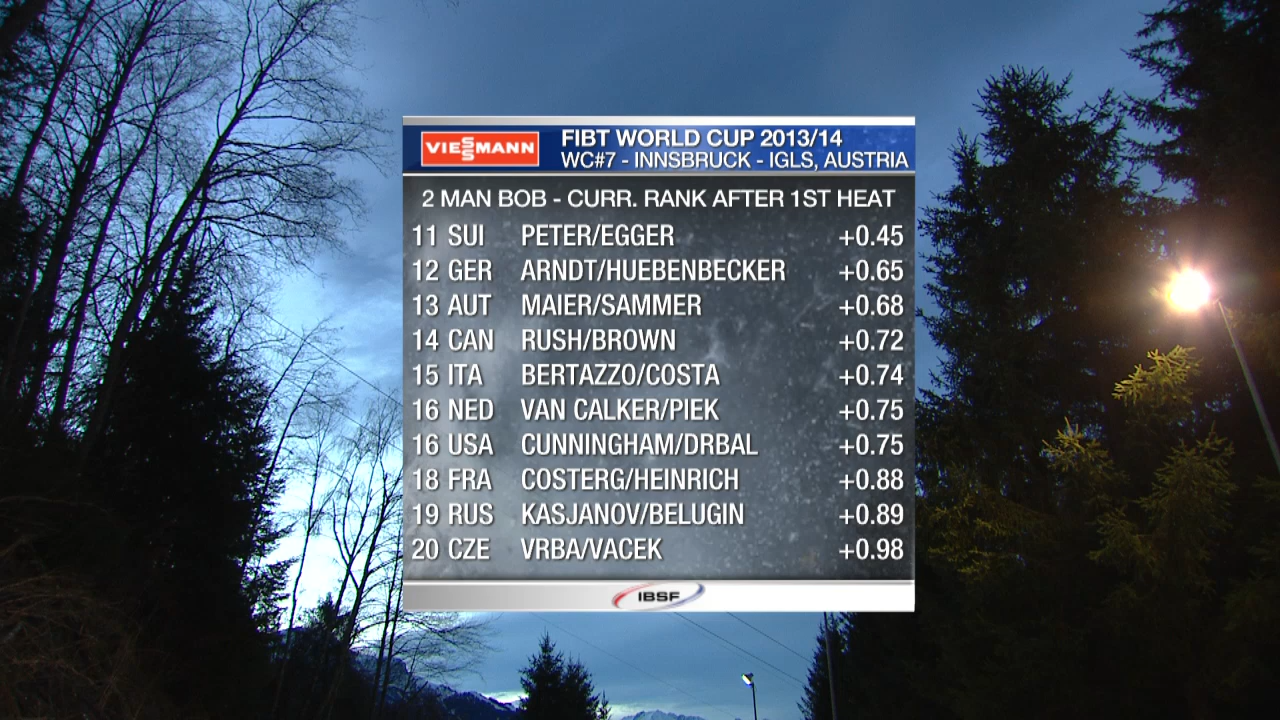 VIESSMANN
FIBT WORLD CUP 2013/14
WC#7 - INNSBRUCK - IGLS, AUSTRIA
2 MAN BOB - CURR. RANK AFTER 1ST HEAT
11 SUI PETER/EGGER +0.45
12 GER ARNDT/HUEBENBECKER +0.65
13 AUT MAIER/SAMMER +0.68
14 CAN RUSH/BROWN +0.72
15 ITA BERTAZZO/COSTA +0.74
16 NED VAN CALKER/PIEK +0.75
16 USA CUNNINGHAM/DRBAL +0.75
18 FRA COSTERG/HEINRICH +0.88
19 RUS KASJANOV/BELUGIN +0.89
20 CZE VRBA/VACEK +0.98
IBSF